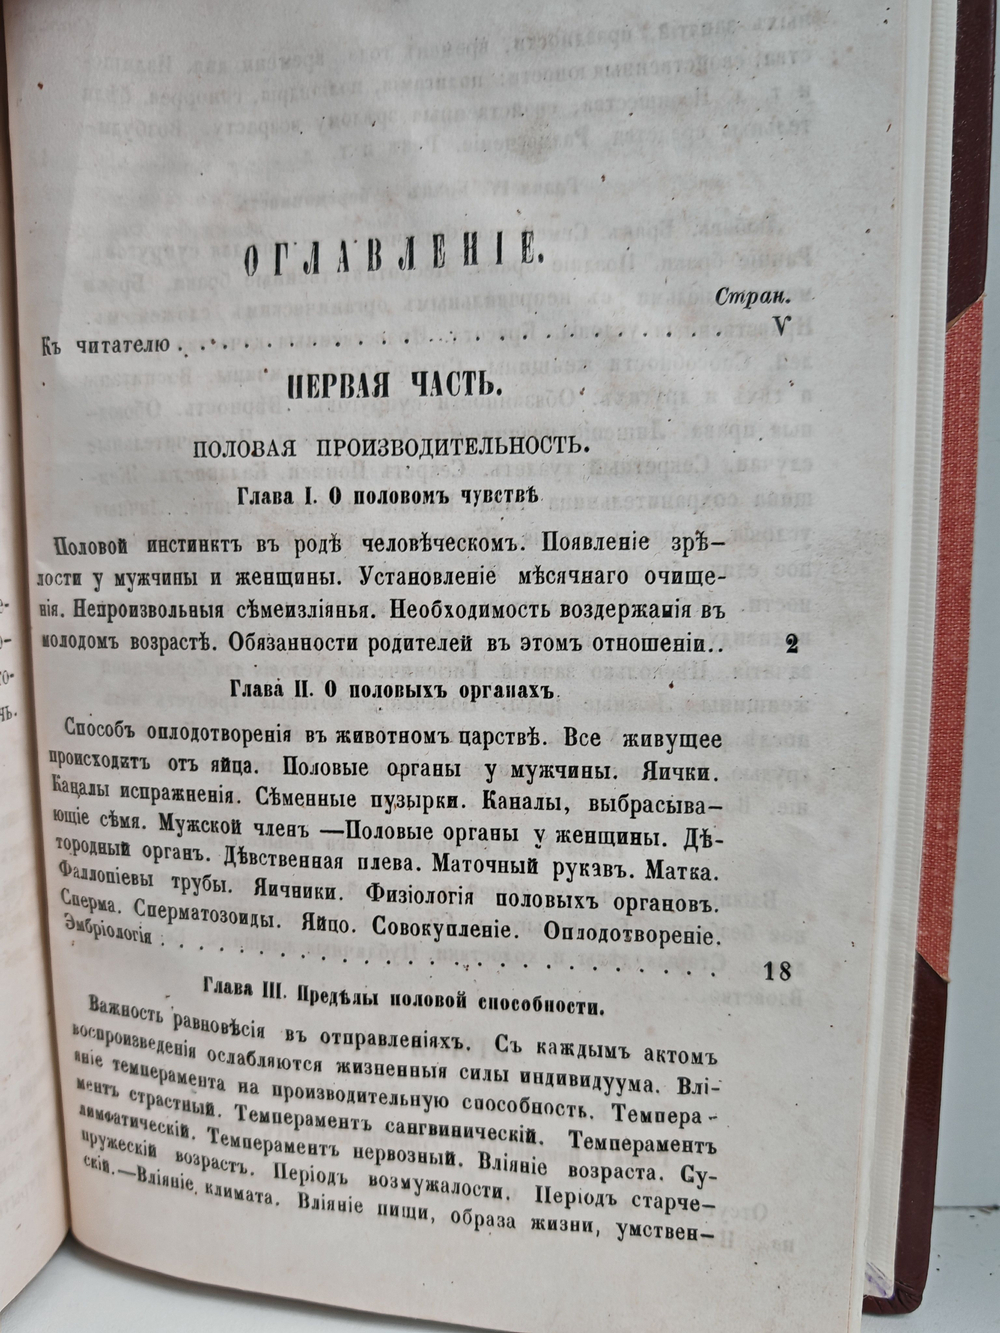 ОГЛАВЛЕНІЕ.
Стран.
Къ читателю . . . . . . . . . . . . . . . . . . . . V
ПЕРВАЯ ЧАСТЬ.
ПОЛОВАЯ ПРОИЗВОДИТЕЛЬНОСТЬ.
Глава I. О половомъ чувствѣ
Половой инстинктъ въ родѣ человѣческомъ. Появленіе зрѣ—
лости у мужчины и женщины. Установленіе мѣсячнаго очище-
нія. Непроизвольныя сѣмеизліянья. Необходимость воздержанія въ
молодомъ возрастѣ. Обязанности родителей въ этомъ отношеніи.. 2
Глава II. О половыхъ органахъ.
Способъ оплодотворенія въ животномъ царствѣ. Все живущее
происходитъ отъ яйца. Половые органы у мужчины. Яички.
Каналы испражненія. Сѣменные пузырки. Каналы, выбрасыва—
ющіе сѣмя. Мужской членъ —Половые органы у женщины. Дѣ-
тородный органъ. Дѣвственная плева. Маточный рукавъ. Матка.
Фаллопіевы трубы. Яичники. Физіологія половыхъ органовъ.
Сперма. Сперматозоиды. Яйцо. Совокупленіе. Оплодотвореніе.
Эмбріологія . . . . . . . . . . . . . . . . . . . . 18
Глава III. Предѣлы половой способности.
Важность равновѣсія въ отправленіяхъ. Съ каждымъ актомъ
воспроизведенія ослабляются жизненныя силы индивидуума. Влі-
яніе темперамента на производительную способность. Темпера-
ментъ страстный. Темпераментъ сангвиническій. Темпераментъ
лимфатическій. Темпераментъ нервозный. Вліяніе возраста. Су-
пружескій возрастъ. Періодъ возмужалости. Періодъ старче—
скій.—Вліяніе климата. Вліяніе пищи, образа жизни, умствен—